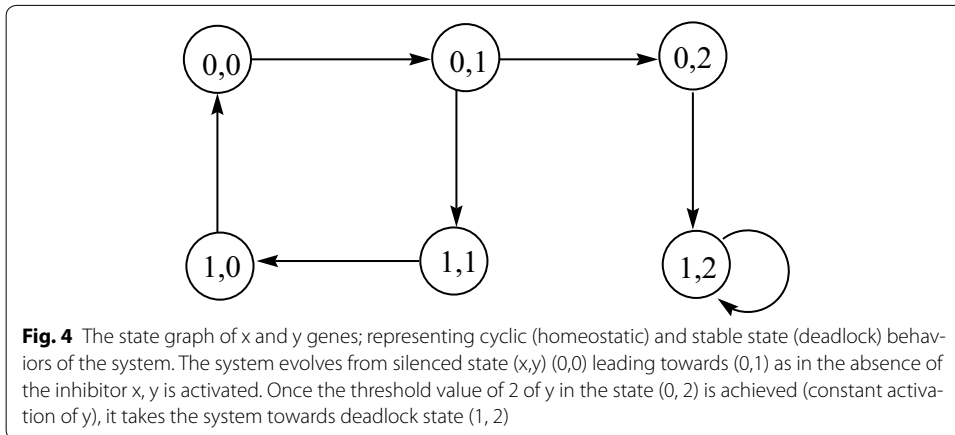 0,0
0,1
0,2
1,0
1,1
1,2
Fig. 4 The state graph of x and y genes; representing cyclic (homeostatic) and stable state (deadlock) behav-
iors of the system. The system evolves from silenced state (x,y) (0,0) leading towards (0,1) as in the absence of
the inhibitor x, y is activated. Once the threshold value of 2 of y in the state (0, 2) is achieved (constant activa-
tion of y), it takes the system towards deadlock state (1, 2)